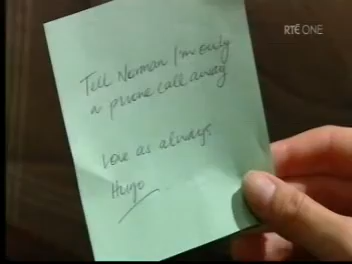 RTÉ ONE
Tell Norman I'm only
a phone call away
love as always
Hugo